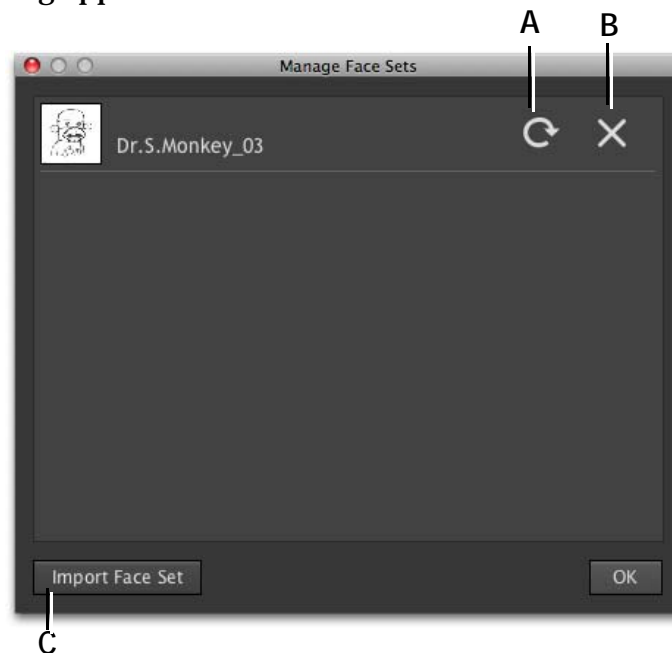 A B
Manage Face Sets
Dr.S.Monkey_03
Import Face Set OK
C